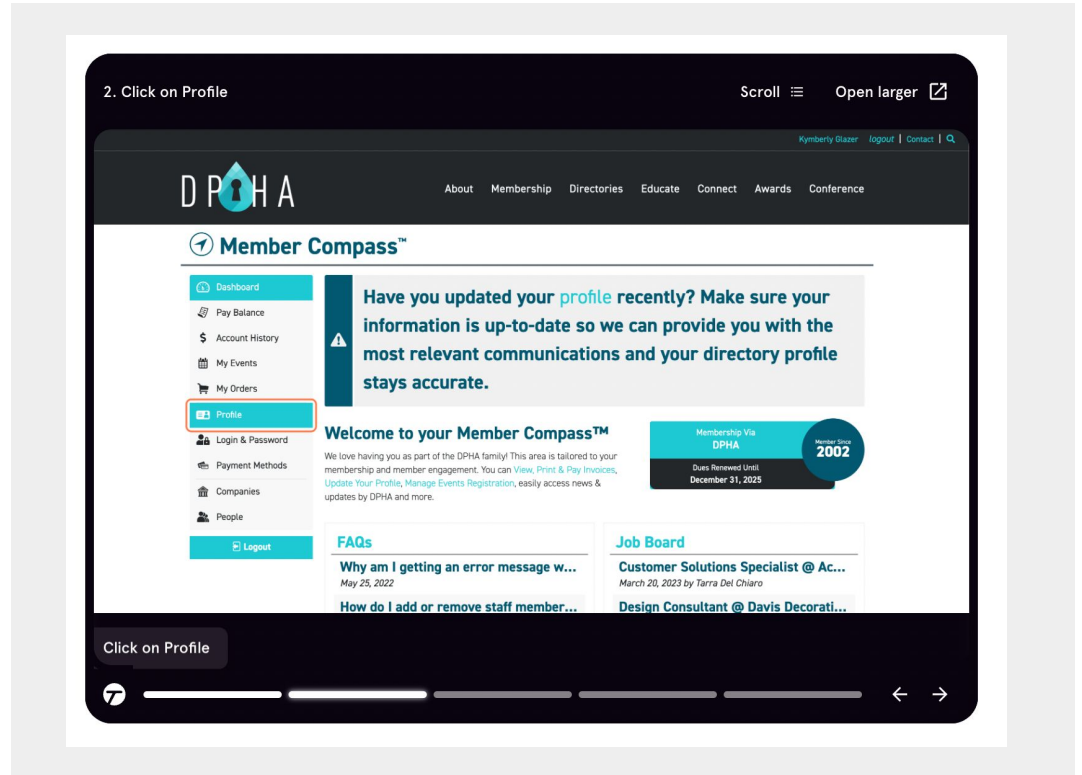 2. Click on Profile
Scroll
Open larger
Kymberly Glazer logout | Contact |
DPHA
About Membership Directories Educate Connect Awards Conference
Member Compass™
Dashboard
Pay Balance
$ Account History
My Events
My Orders
Profile
Login & Password
Payment Methods
Companies
People
Logout
Have you updated your profile recently? Make sure your
information is up-to-date so we can provide you with the
most relevant communications and your directory profile
stays accurate.
Welcome to your Member Compass™
We love having you as part of the DPHA family! This area is tailored to your
membership and member engagement. You can View, Print & Pay Invoices,
Update Your Profile, Manage Events Registration, easily access news &
updates by DPHA and more.
Membership Via
DPHA
Dues Renewed Until
December 31, 2025
Member Since
2002
FAQs
Why am I getting an error message w...
May 25, 2022
How do I add or remove staff member...
Job Board
Customer Solutions Specialist @ Ac...
March 20, 2023 by Tarra Del Chiaro
Design Consultant @ Davis Decorati...
Click on Profile